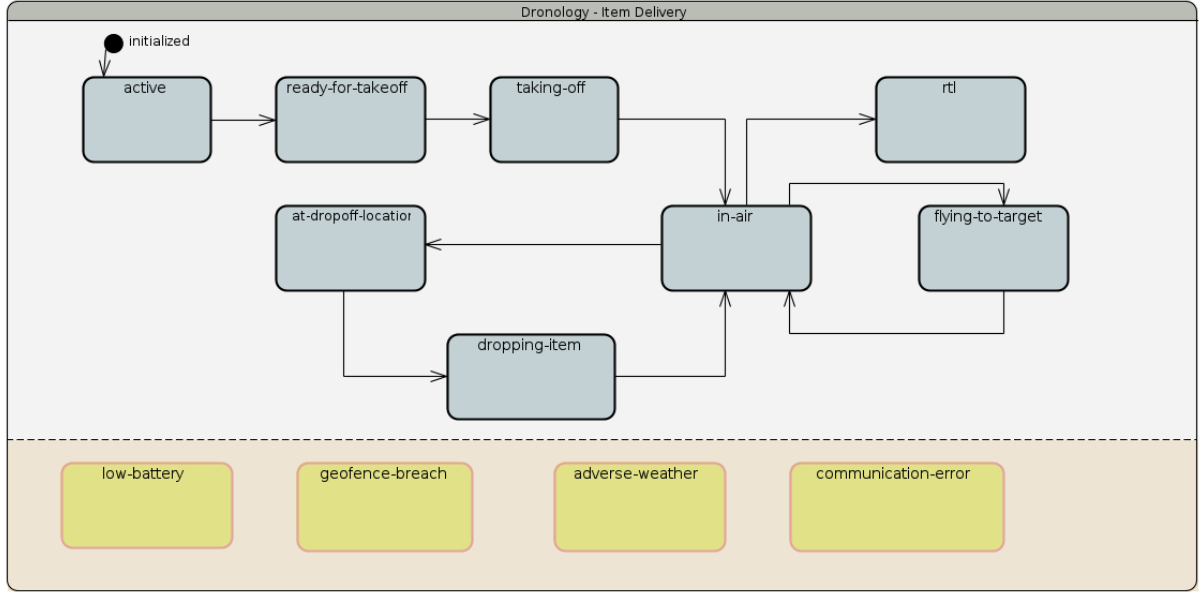 Dronology - Item Delivery
initialized
active
ready-for-takeoff
taking-off
rtl
at-dropoff-location
in-air
flying-to-target
dropping-item
low-battery
geofence-breach
adverse-weather
communication-error